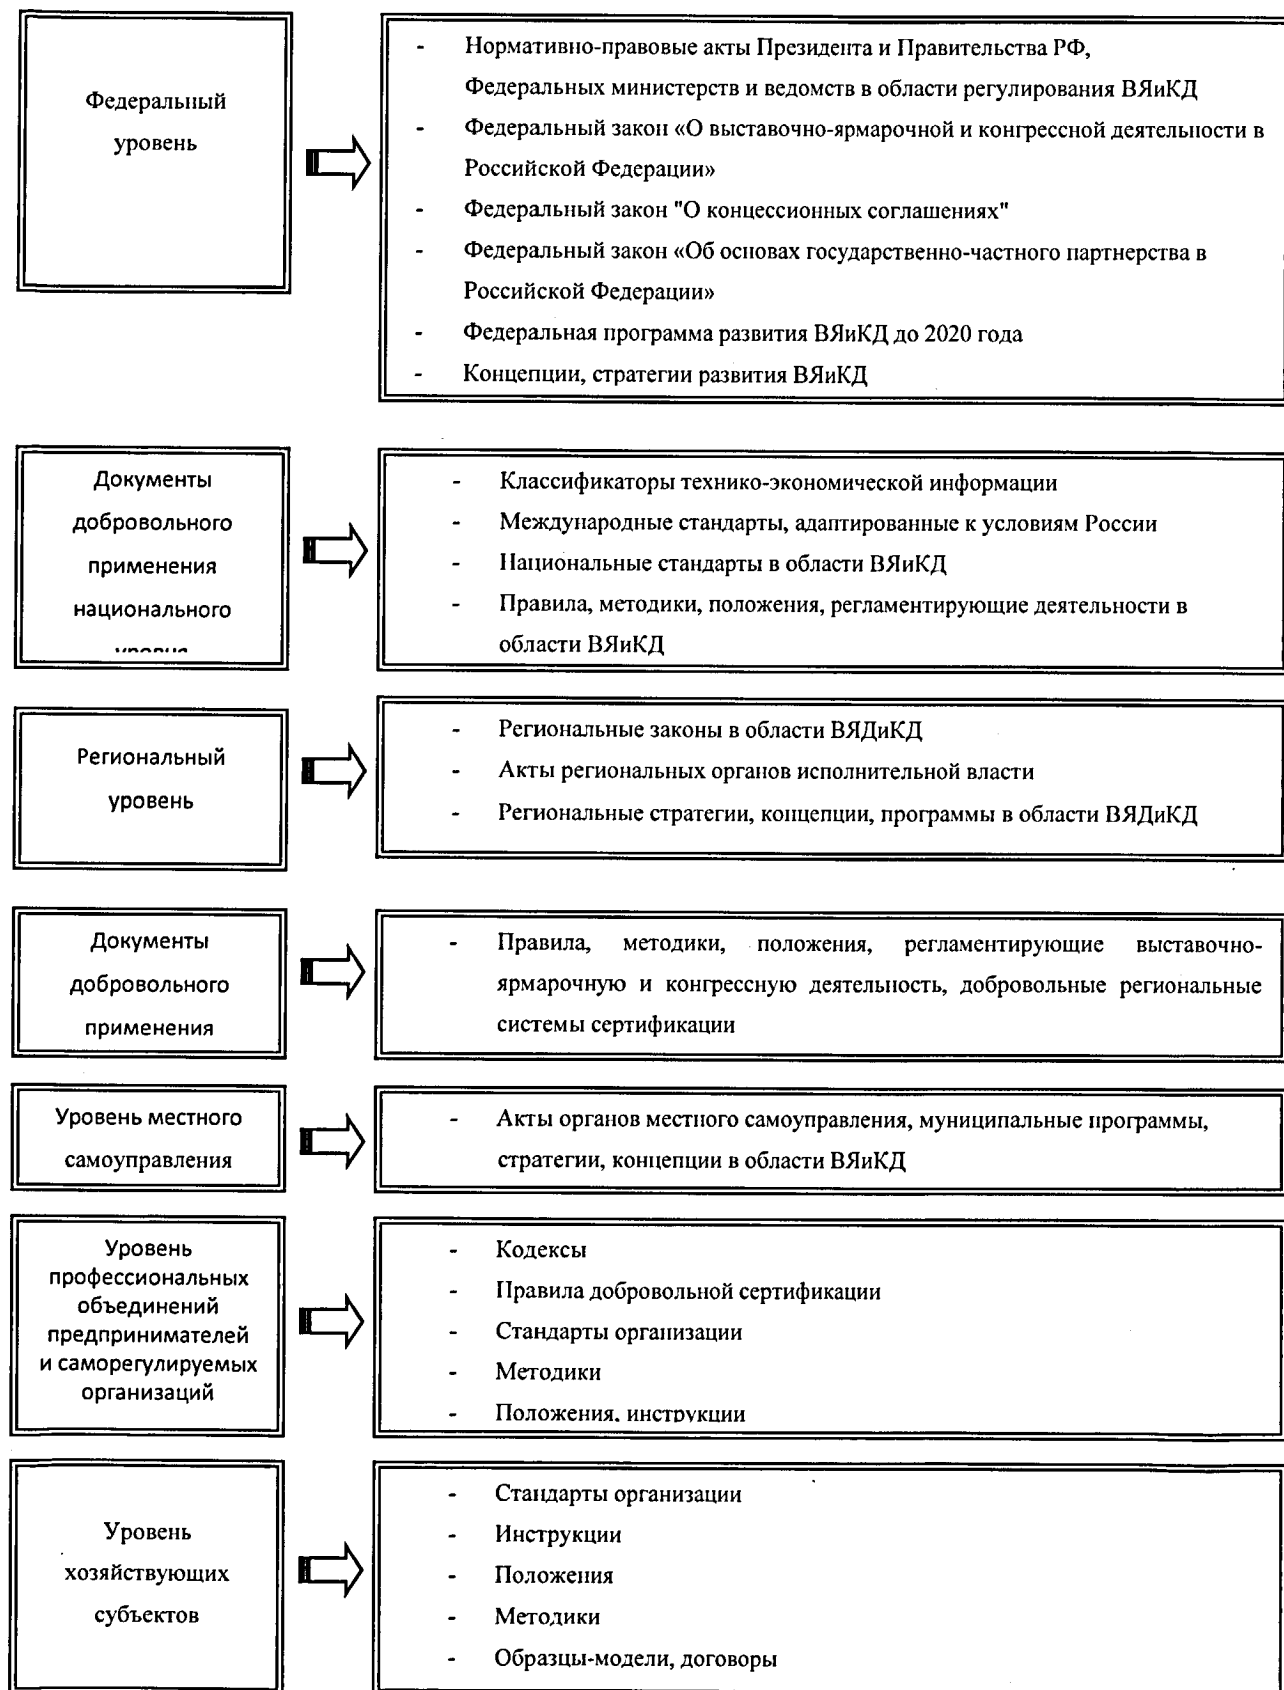 Федеральный
уровень
- Нормативно-правовые акты Президента и Правительства РФ,
Федеральных министерств и ведомств в области регулирования ВЯиКД
- Федеральный закон «О выставочно-ярмарочной и конгрессной деятельности в
Российской Федерации»
- Федеральный закон "О концессионных соглашениях"
- Федеральный закон «Об основах государственно-частного партнерства в
Российской Федерации»
- Федеральная программа развития ВЯиКД до 2020 года
- Концепции, стратегии развития ВЯиКД
Документы
добровольного
применения
национального
уровня
- Классификаторы технико-экономической информации
- Международные стандарты, адаптированные к условиям России
- Национальные стандарты в области ВЯиКД
- Правила, методики, положения, регламентирующие деятельности в
области ВЯиКД
Региональный
уровень
- Региональные законы в области ВЯДиКД
- Акты региональных органов исполнительной власти
- Региональные стратегии, концепции, программы в области ВЯДиКД
Документы
добровольного
применения
- Правила, методики, положения, регламентирующие выставочно-
ярмарочную и конгрессную деятельность, добровольные региональные
системы сертификации
Уровень местного
самоуправления
- Акты органов местного самоуправления, муниципальные программы,
стратегии, концепции в области ВЯиКД
Уровень
профессиональных
объединений
предпринимателей
и саморегулируемых
организаций
- Кодексы
- Правила добровольной сертификации
- Стандарты организации
- Методики
- Положения, инструкции
Уровень
хозяйствующих
субъектов
- Стандарты организации
- Инструкции
- Положения
- Методики
- Образцы-модели, договоры